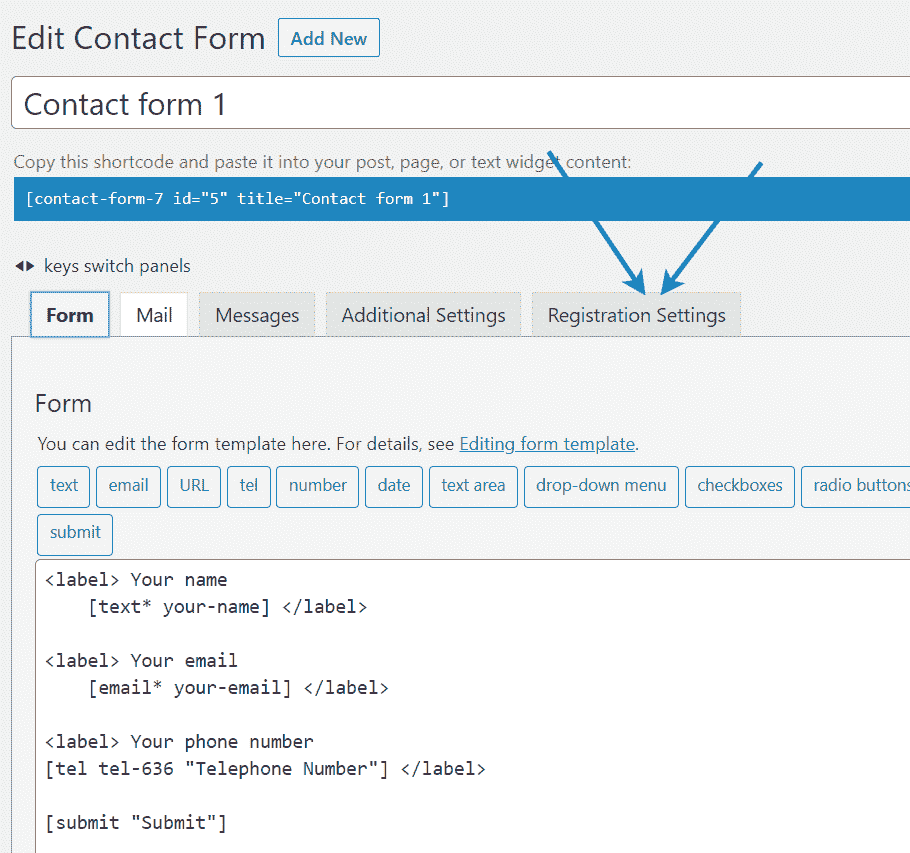 Edit Contact Form Add New
Contact form 1
Copy this shortcode and paste it into your post, page, or text widget content:
[contact-form-7 id="5" title="Contact form 1"]
keys switch panels
Form Mail Messages Additional Settings Registration Settings
Form
You can edit the form template here. For details, see Editing form template.
text email URL tel number date text area drop-down menu checkboxes radio buttons
submit
<label> Your name
    [text* your-name] </label>
<label> Your email
    [email* your-email] </label>
<label> Your phone number
[tel tel-636 "Telephone Number"] </label>
[submit "Submit"]